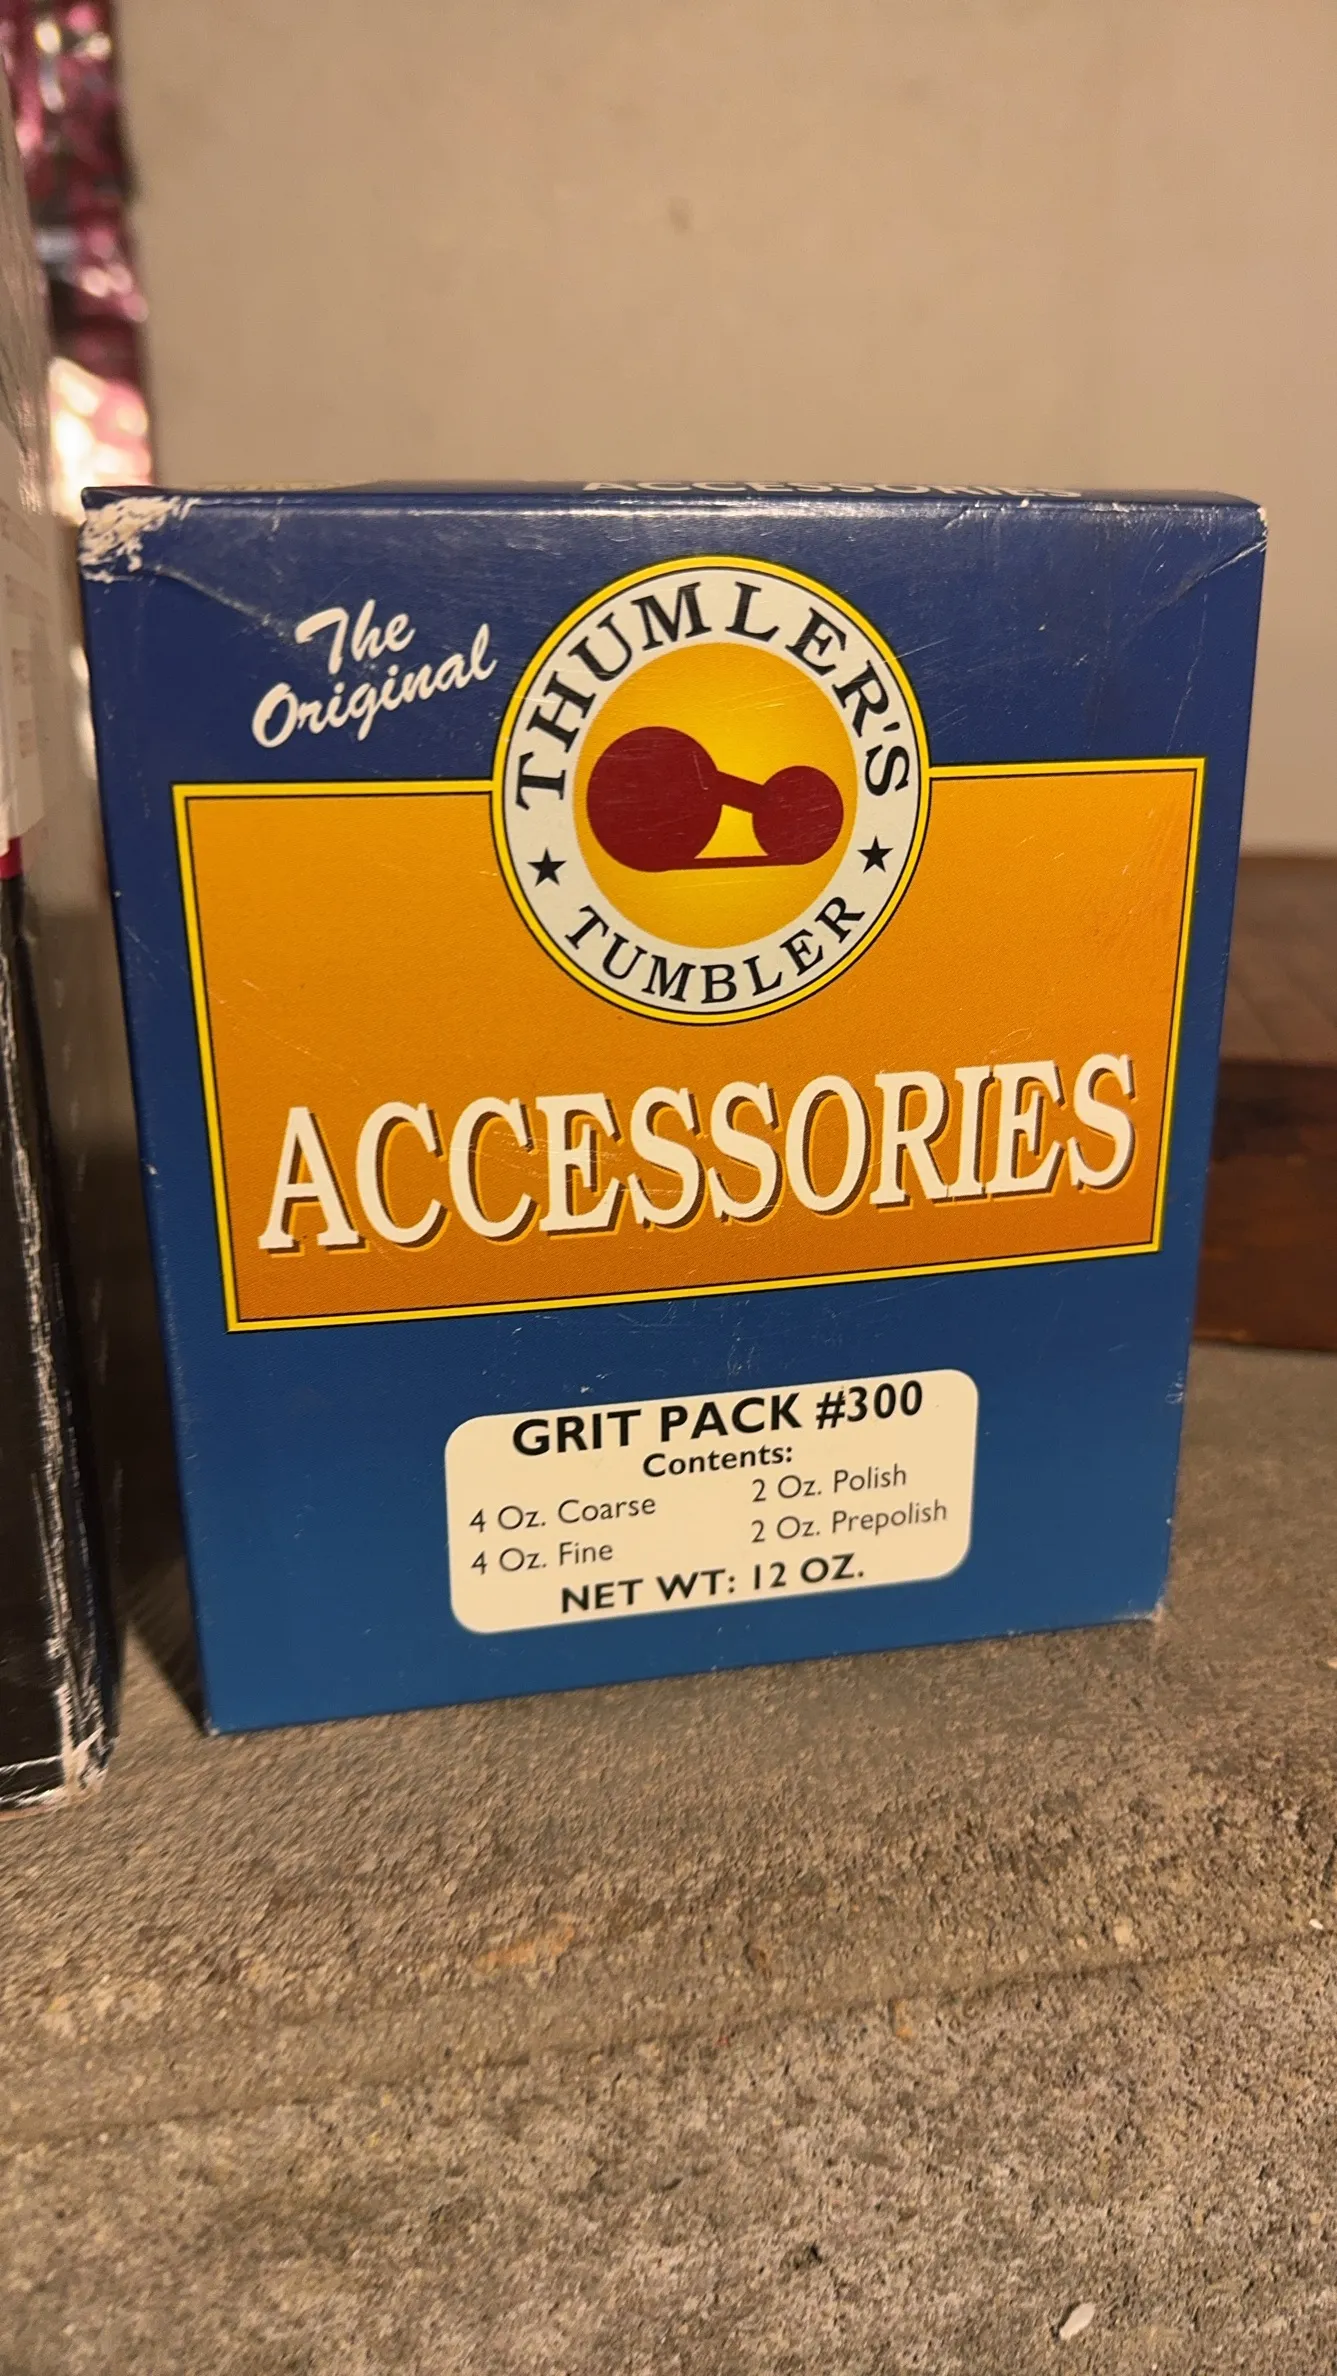 ACCESSORIES
The
Original
THUMLER'S
★ TUMBLER ★
ACCESSORIES
GRIT PACK #300
Contents:
4 Oz. Coarse
2 Oz. Polish
4 Oz. Fine
2 Oz. Prepolish
NET WT: 12 OZ.